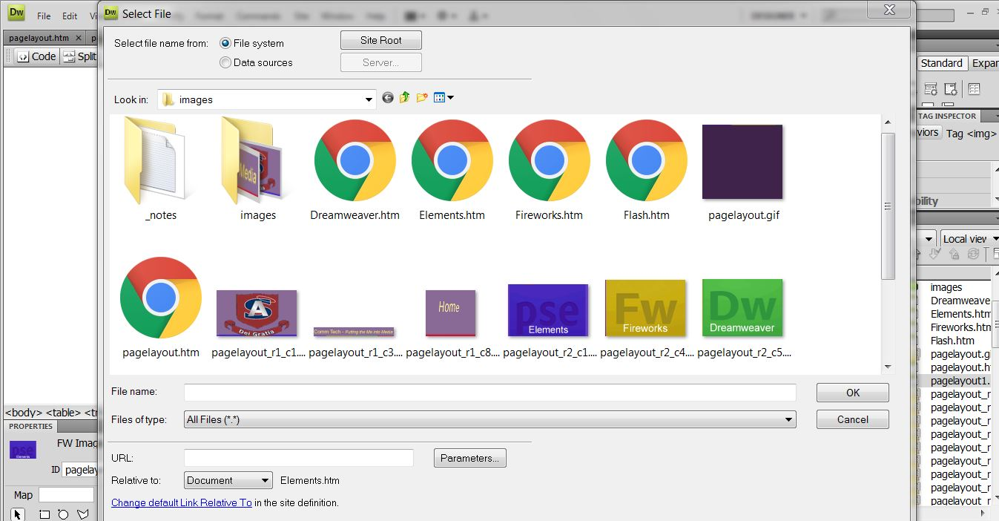 Dw
File Edit
Dw Select File
pagelayout.htm ×
Code Split
Select file name from: File system Site Root
Data sources Server...
Standard
Look in: images
TAG INSPECTOR
Tag <img>
Media
_notes images Dreamweaver.htm Elements.htm Fireworks.htm Flash.htm pagelayout.gif
Local view
SA
Dei Gratia
Comm Tech - Putting the Me into Media
Home
pse
Elements
Fw
Fireworks
Dw
Dreamweaver
pagelayout.htm pagelayout_r1_c1.... pagelayout_r1_c3.... pagelayout_r1_c8.... pagelayout_r2_c1.... pagelayout_r2_c4.... pagelayout_r2_c5....
images
Dreamweave
Elements.htm
Fireworks.htm
Flash.htm
pagelayout.gi
pagelayout.h
pagelayout1.
pagelayout_r
pagelayout_r
pagelayout_r
pagelayout_r
pagelayout_r
pagelayout_r
pagelayout_r
pagelayout_r
pagelayout_r
File name: OK
Files of type: All Files (*.*) Cancel
<body> <table> <tr
PROPERTIES
pse
Elements
FW Imag
ID pagelay
Map
URL: Parameters...
Relative to: Document Elements.htm
Change default Link Relative To in the site definition.